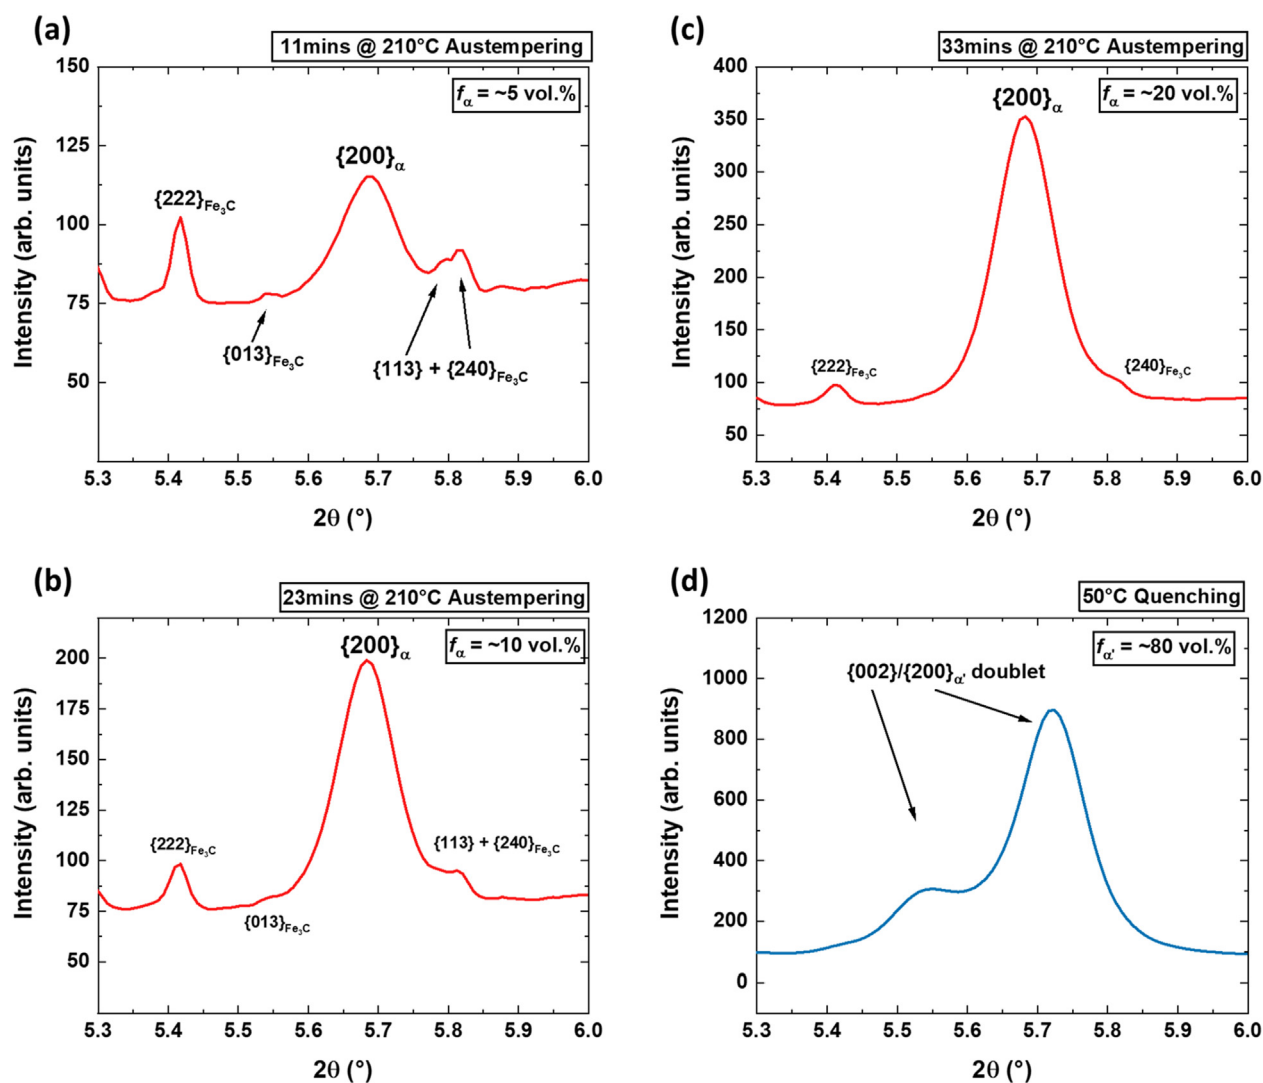 (a)
11mins @ 210°C Austempering
fα = ~5 vol.%
{200}α
{222}Fe₃C
{013}Fe₃C
{113} + {240}Fe₃C
150
125
100
75
50
Intensity (arb. units)
5.3 5.4 5.5 5.6 5.7 5.8 5.9 6.0
2θ (°)
(c)
33mins @ 210°C Austempering
fα = ~20 vol.%
{200}α
{222}Fe₃C
{240}Fe₃C
400
350
300
250
200
150
100
50
Intensity (arb. units)
5.3 5.4 5.5 5.6 5.7 5.8 5.9 6.0
2θ (°)
(b)
23mins @ 210°C Austempering
fα = ~10 vol.%
{200}α
{222}Fe₃C
{113} + {240}Fe₃C
{013}Fe₃C
200
175
150
125
100
75
50
Intensity (arb. units)
5.3 5.4 5.5 5.6 5.7 5.8 5.9 6.0
2θ (°)
(d)
50°C Quenching
fα' = ~80 vol.%
{002}/{200}α' doublet
1200
1000
800
600
400
200
0
Intensity (arb. units)
5.3 5.4 5.5 5.6 5.7 5.8 5.9 6.0
2θ (°)